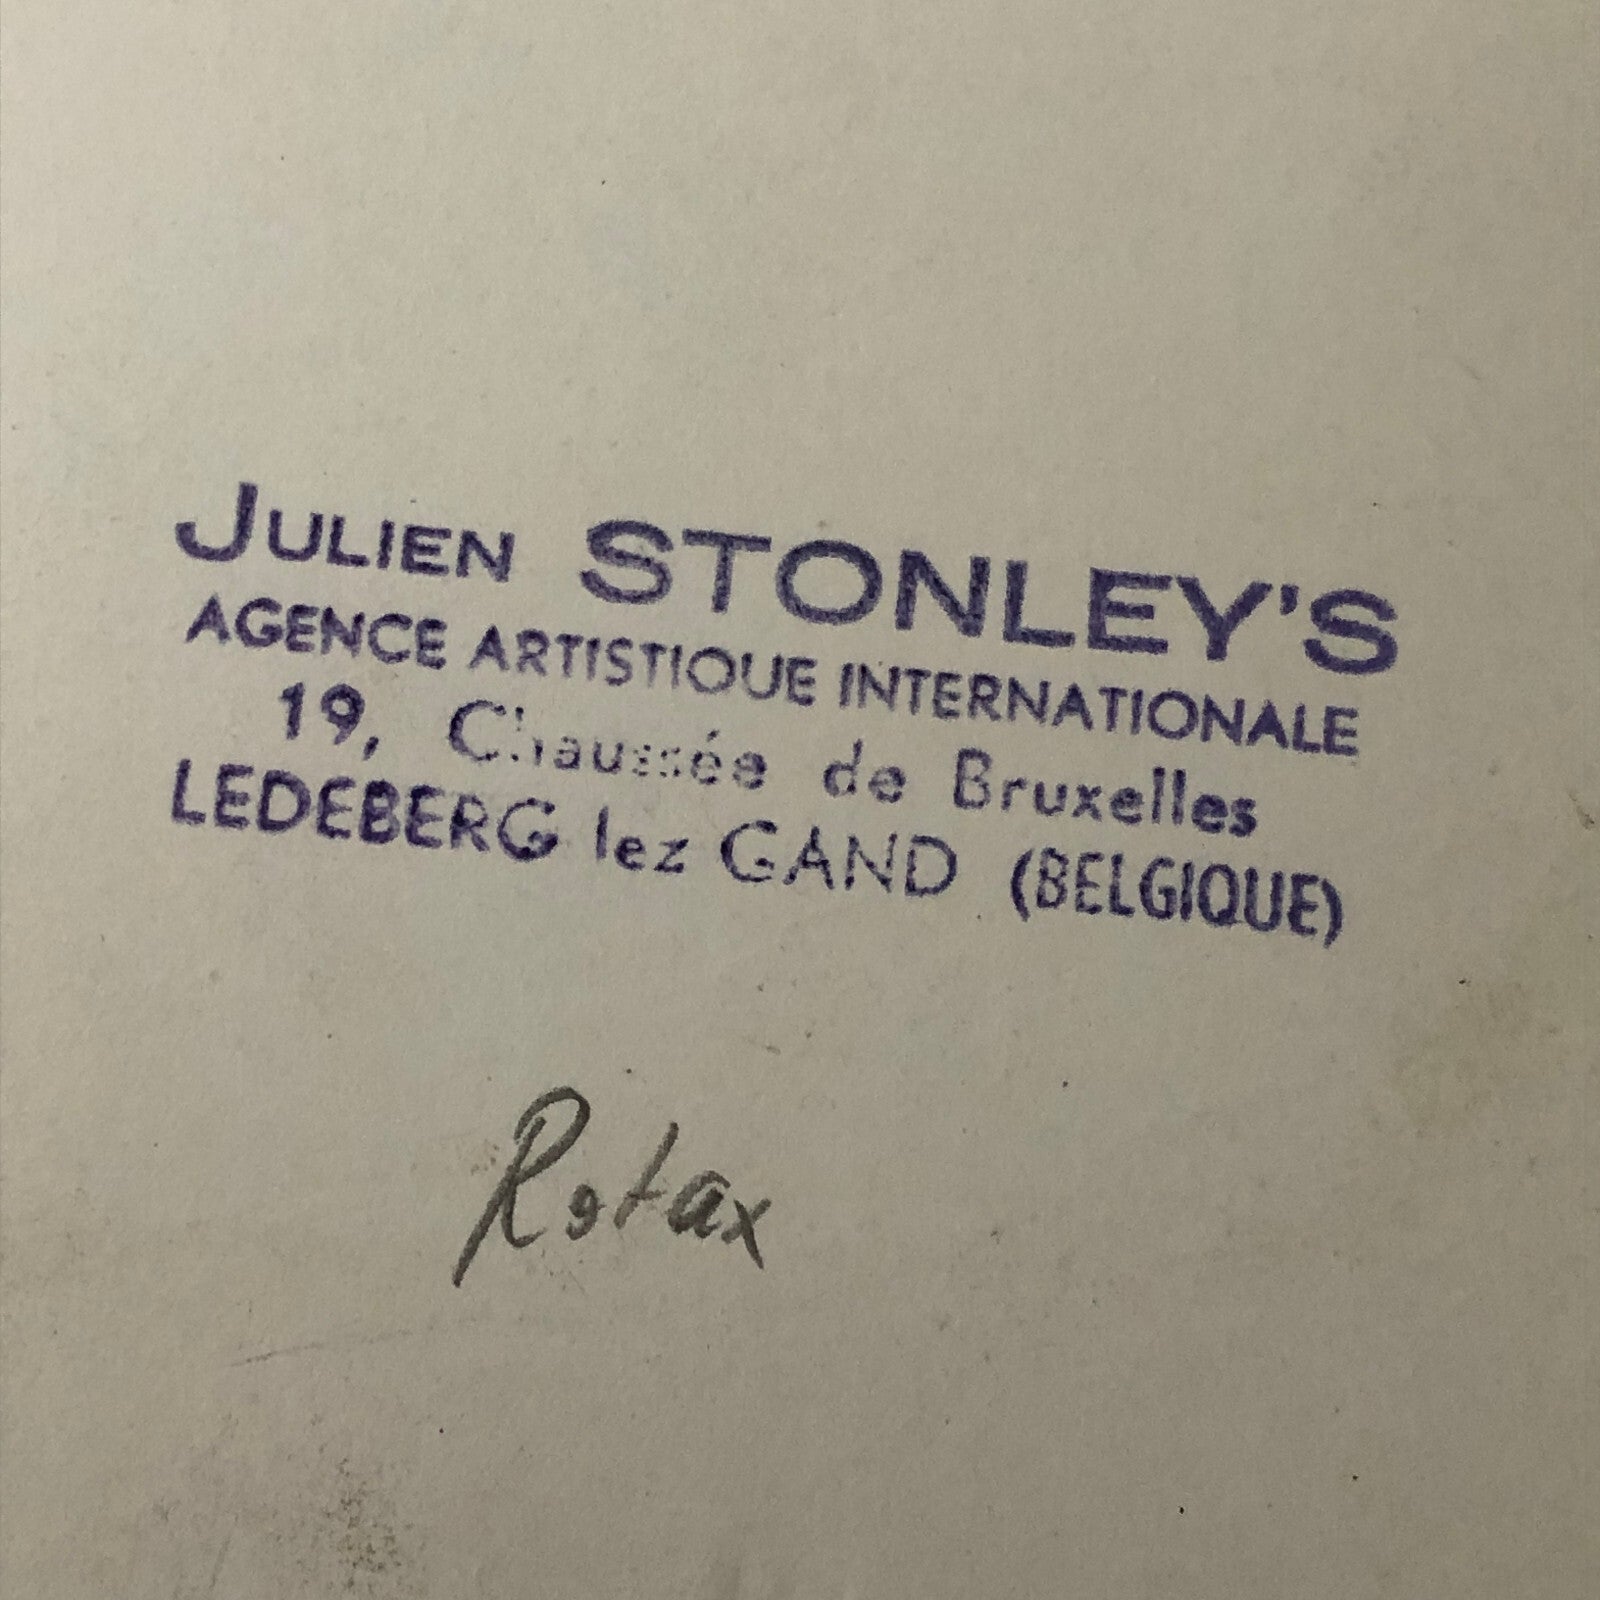 JULIEN STONLEY'S
AGENCE ARTISTIQUE INTERNATIONALE
19, Chaussée de Bruxelles
LEDEBERG lez GAND (BELGIQUE)
Rotax